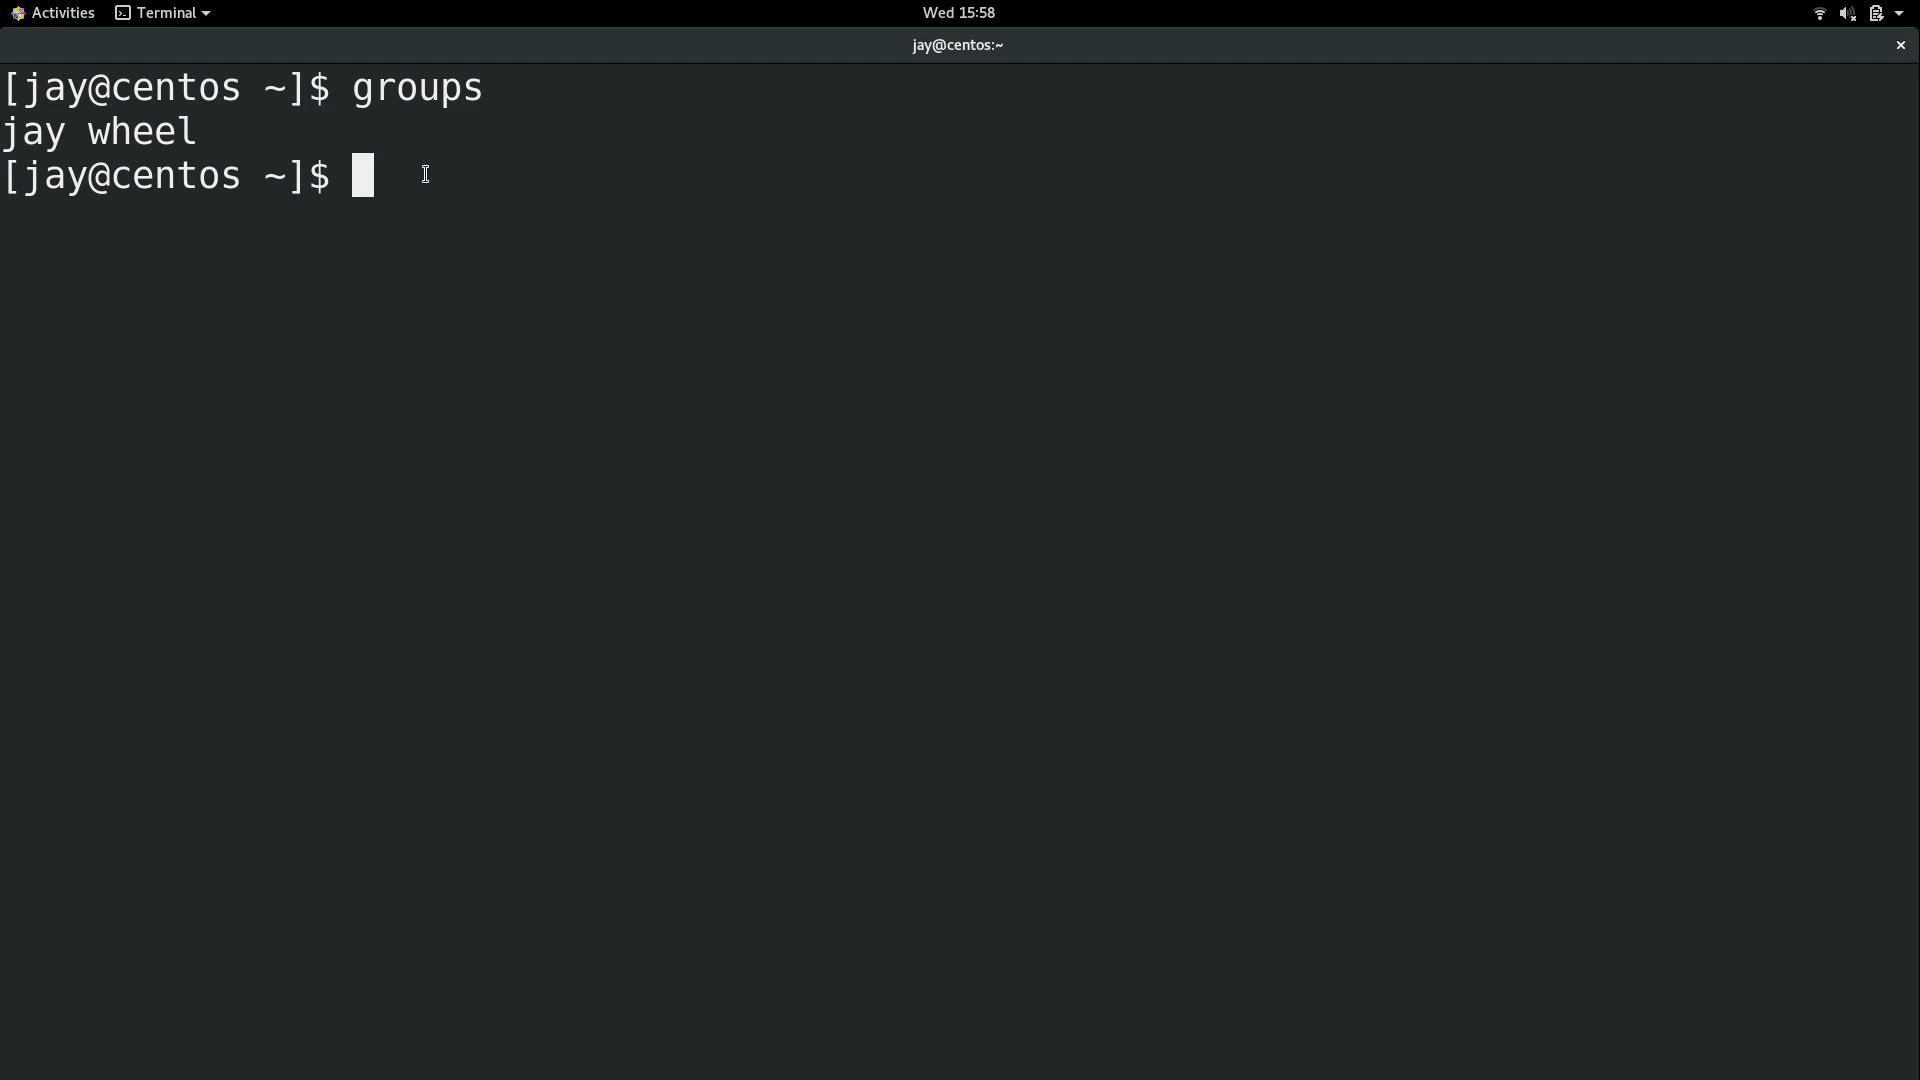 Activities Terminal Wed 15:58
jay@centos:~
[jay@centos ~]$ groups
jay wheel
[jay@centos ~]$